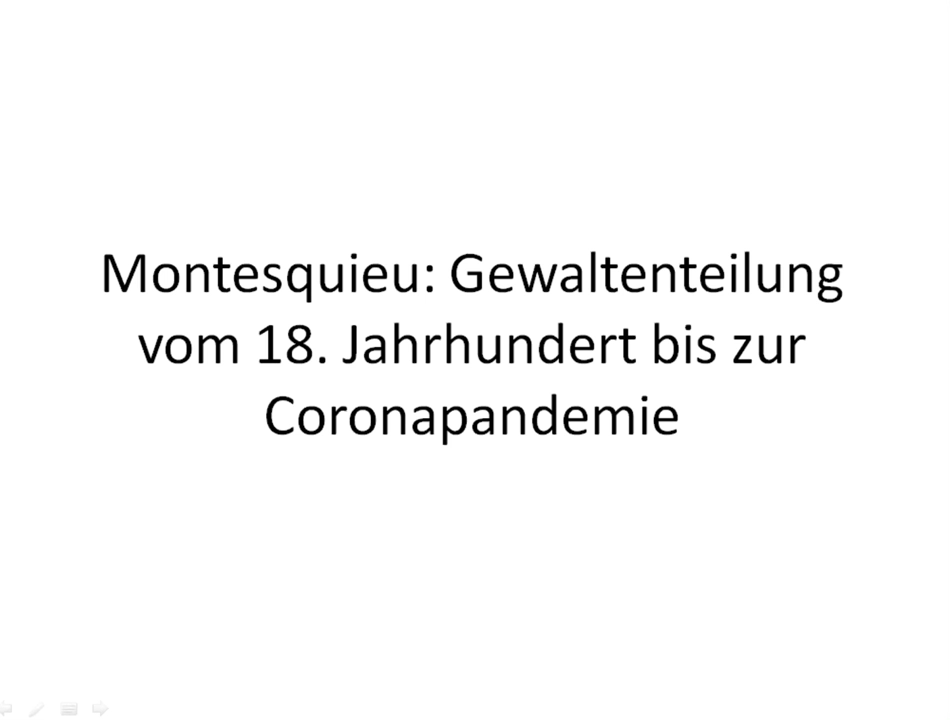 Montesquieu: Gewaltenteilung
vom 18. Jahrhundert bis zur
Coronapandemie